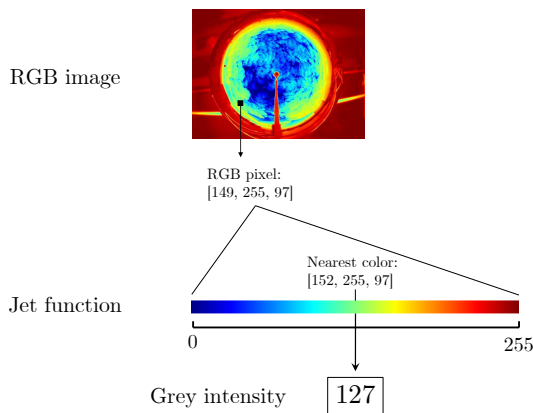 RGB image
RGB pixel:
[149, 255, 97]
Nearest color:
[152, 255, 97]
Jet function
0
255
Grey intensity
127